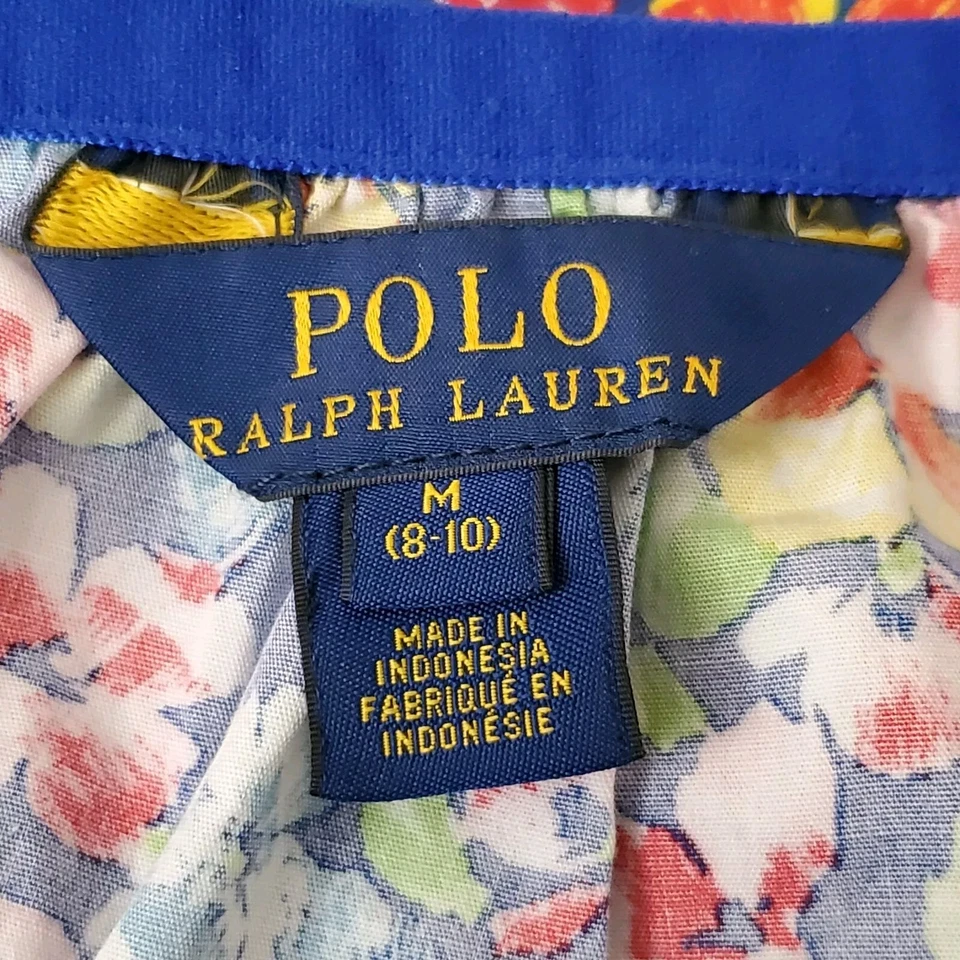 POLO
RALPH LAUREN
M
(8-10)
MADE IN
INDONESIA
FABRIQUÉ EN
INDONÉSIE